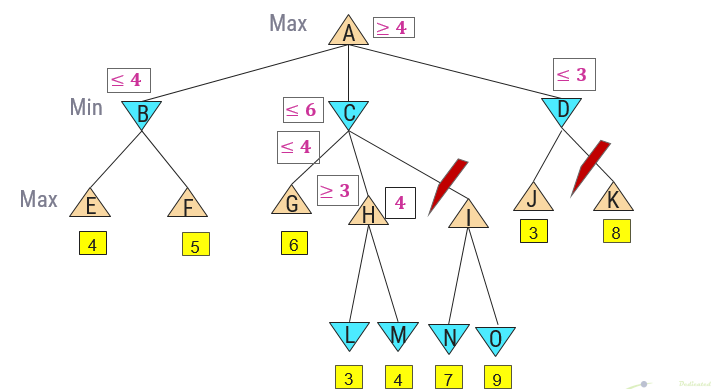 Max
A
≥ 4
≤ 4
≤ 3
Min
B
≤ 6
C
D
≤ 4
Max
E
F
G
≥ 3
H
4
I
J
K
4
5
6
3
8
L
M
N
O
3
4
7
9